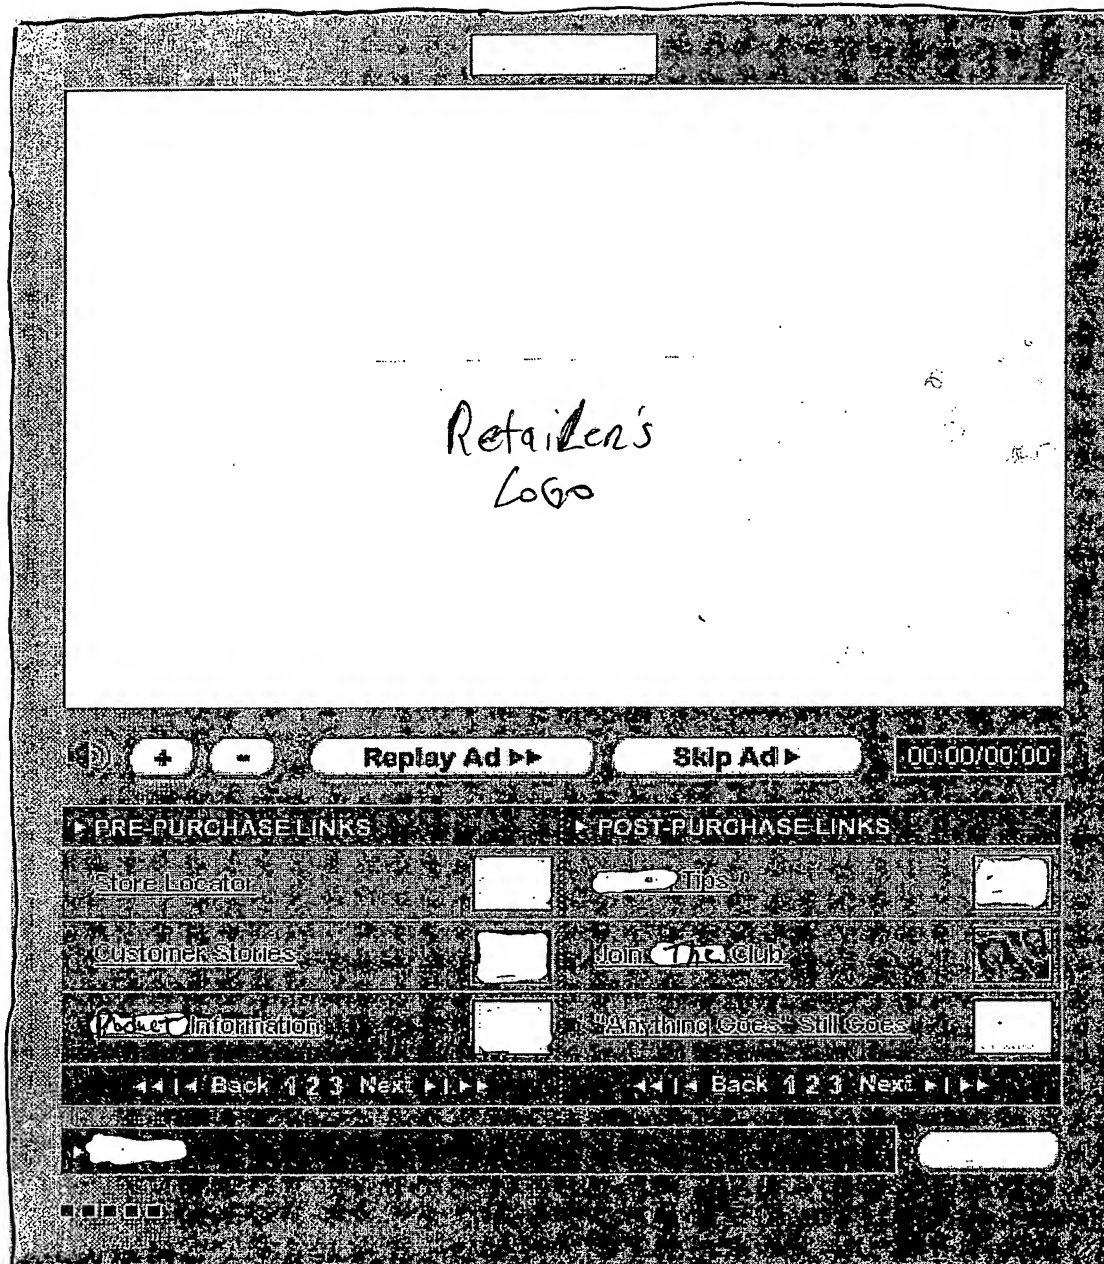 Retailer's
LoGo
+ - Replay Ad ▶▶ Skip Ad ▶ 00:00/00:00
▶ PRE-PURCHASE LINKS
Store Locator
Customer Stories
Product Information
◀◀ |◀ Back 1 2 3 Next ▶| ▶▶
▶ POST-PURCHASE LINKS
Tips
Join The Club
"Anything Goes" Still Goes
◀◀ |◀ Back 1 2 3 Next ▶| ▶▶